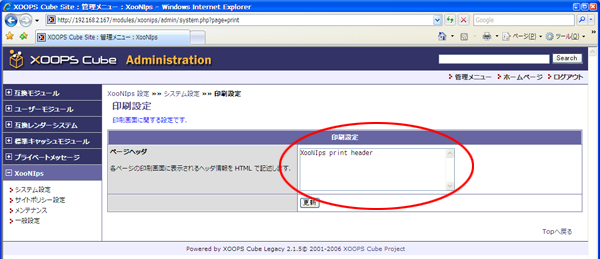 XOOPS Cube Site : 管理メニュー : XooNIps - Windows Internet Explorer
http://192.168.2.167/modules/xoonips/admin/system.php?page=print
Google
XOOPS Cube Site : 管理メニュー : XooNIps
ページ(P) ツール(O)
XOOPS Cube Administration
Search
管理メニュー ホームページ ログアウト
互換モジュール
ユーザーモジュール
互換レンダーシステム
標準キャッシュモジュール
プライベートメッセージ
XooNIps
システム設定
サイトポリシー設定
メンテナンス
一般設定
XooNIps 設定 »» システム設定 »» 印刷設定
印刷設定
印刷画面に関する設定です.
印刷設定
ページヘッダ
各ページの印刷画面に表示されるヘッダ情報を HTML で記述します.
XooNIps print header
更新
Topへ戻る
Powered by XOOPS Cube Legacy 2.1.5© 2001-2006 XOOPS Cube Project